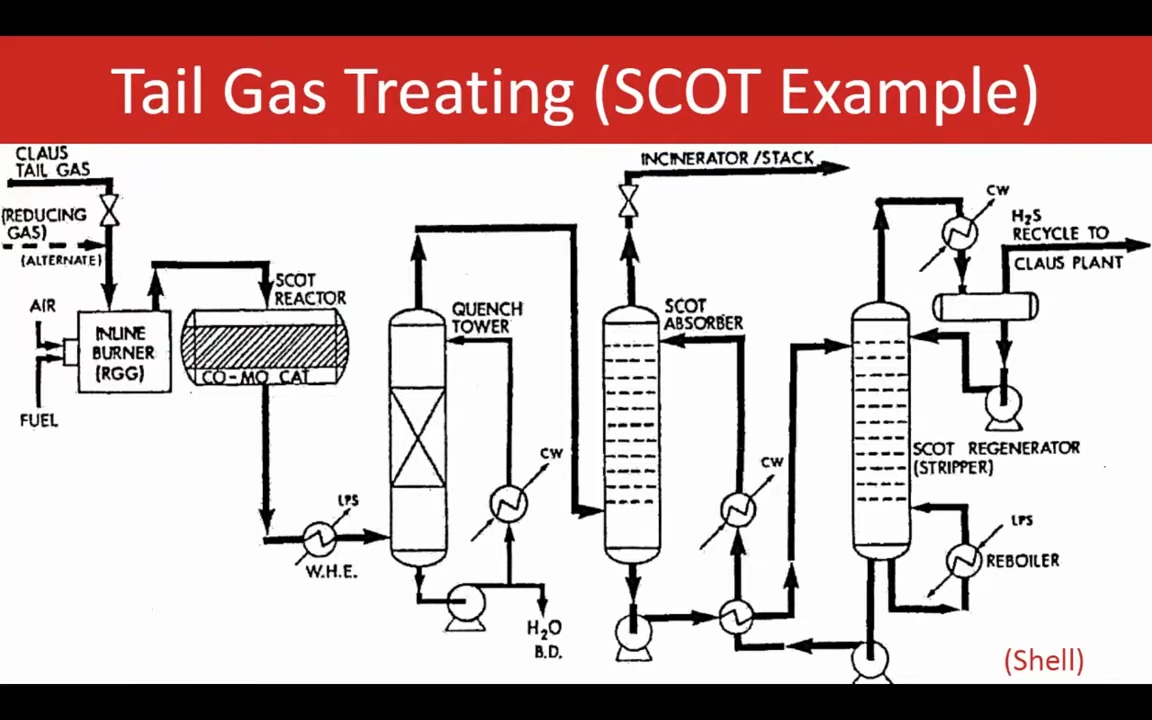 Tail Gas Treating (SCOT Example)
CLAUS
TAIL GAS
(REDUCING
GAS)
(ALTERNATE)
AIR
FUEL
INLINE
BURNER
(RGG)
SCOT
REACTOR
CO-MO CAT
LPS
W.H.E.
QUENCH
TOWER
CW
H2O
B.D.
INCINERATOR/STACK
SCOT
ABSORBER
CW
CW
H2S
RECYCLE TO
CLAUS PLANT
SCOT REGENERATOR
(STRIPPER)
LPS
REBOILER
(Shell)